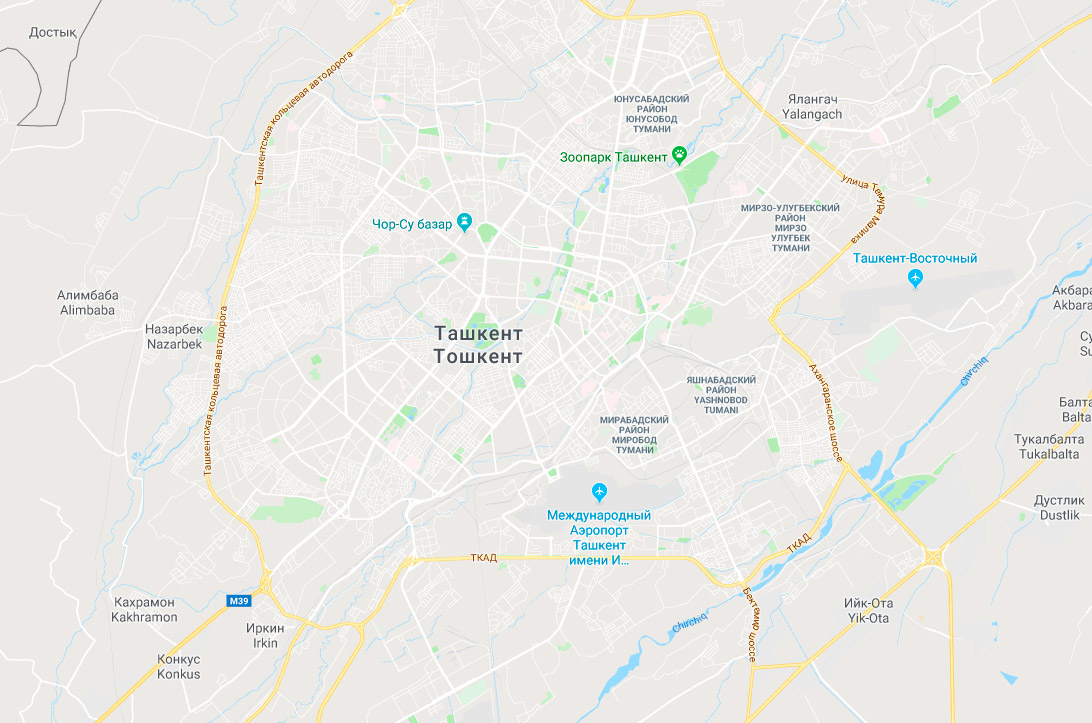 Достық
Ташкентская кольцевая автодорога
ЮНУСАБАДСКИЙ
РАЙОН
ЮНУСОБОД
ТУМАНИ
Ялангач
Yalangach
Зоопарк Ташкент
улица Темура Малика
Чор-Су базар
МИРЗО-УЛУГБЕКСКИЙ
РАЙОН
МИРЗО
УЛУГБЕК
ТУМАНИ
Ташкент-Восточный
Алимбаба
Alimbaba
Назарбек
Nazarbek
Ташкентская кольцевая автодорога
Ташкент
Тошкент
Акбара
Akbara
Су
Su
Chirchiq
Ахангаранское шоссе
ЯШНАБАДСКИЙ
РАЙОН
YASHNOBOD
TUMANI
Балта
Balta
МИРАБАДСКИЙ
РАЙОН
МИРОБОД
ТУМАНИ
Тукалбалта
Tukalbalta
Дустлик
Dustlik
Международный
Аэропорт
Ташкент
имени И...
ТКАД
ТКАД
Кахрамон
Kakhramon
M39
Иркин
Irkin
Конкус
Konkus
Chirchiq
Бектемир шоссе
Ийк-Ота
Yik-Ota